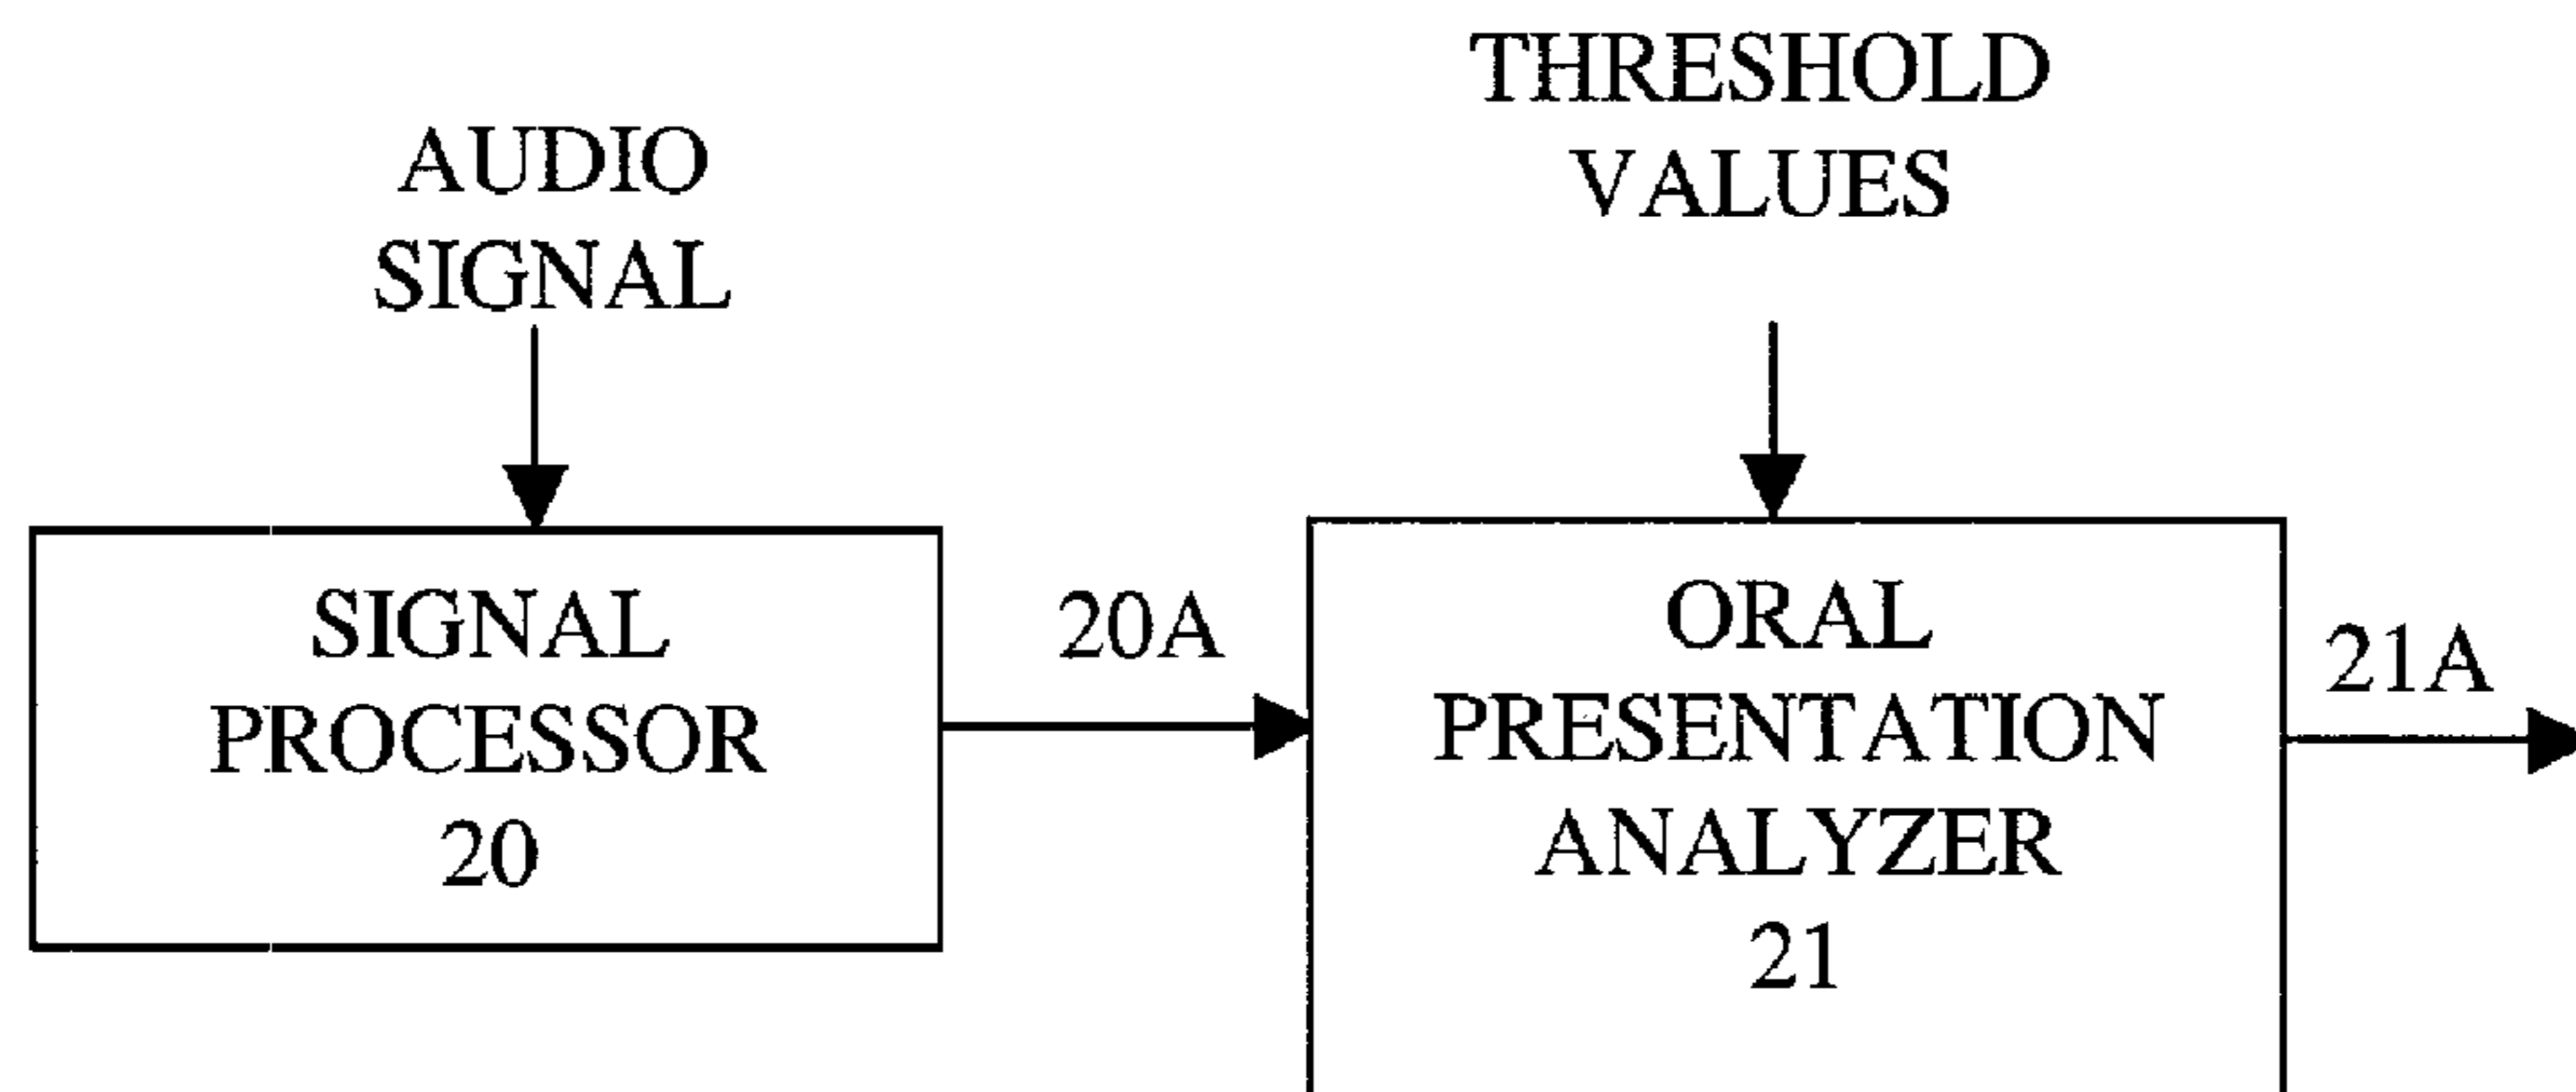 AUDIO
SIGNAL
THRESHOLD
VALUES
SIGNAL
PROCESSOR
20
20A
ORAL
PRESENTATION
ANALYZER
21
21A